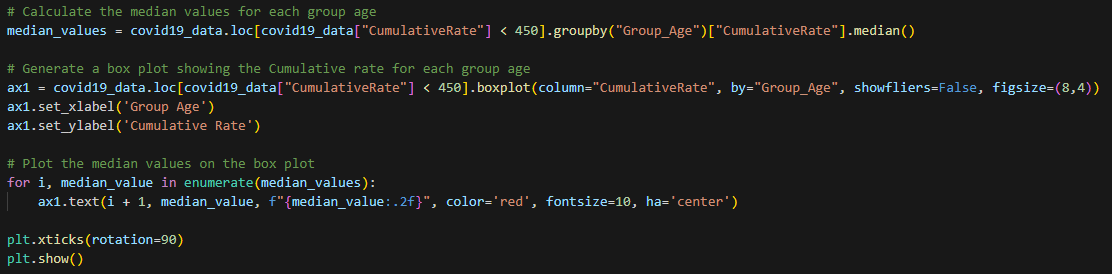 # Calculate the median values for each group age
median_values = covid19_data.loc[covid19_data["CumulativeRate"] < 450].groupby("Group_Age")["CumulativeRate"].median()

# Generate a box plot showing the Cumulative rate for each group age
ax1 = covid19_data.loc[covid19_data["CumulativeRate"] < 450].boxplot(column="CumulativeRate", by="Group_Age", showfliers=False, figsize=(8,4))
ax1.set_xlabel('Group Age')
ax1.set_ylabel('Cumulative Rate')

# Plot the median values on the box plot
for i, median_value in enumerate(median_values):
    ax1.text(i + 1, median_value, f"{median_value:.2f}", color='red', fontsize=10, ha='center')

plt.xticks(rotation=90)
plt.show()